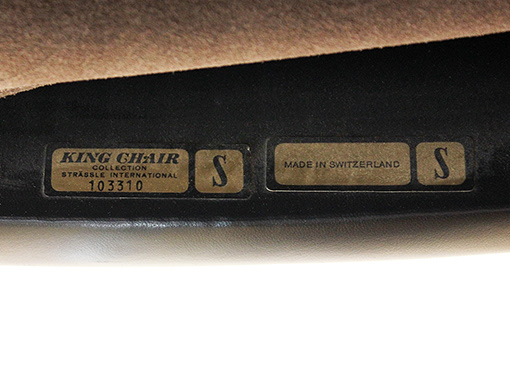 KING CHAIR
COLLECTION
STRÄSSLE INTERNATIONAL
103310
S
MADE IN SWITZERLAND
S